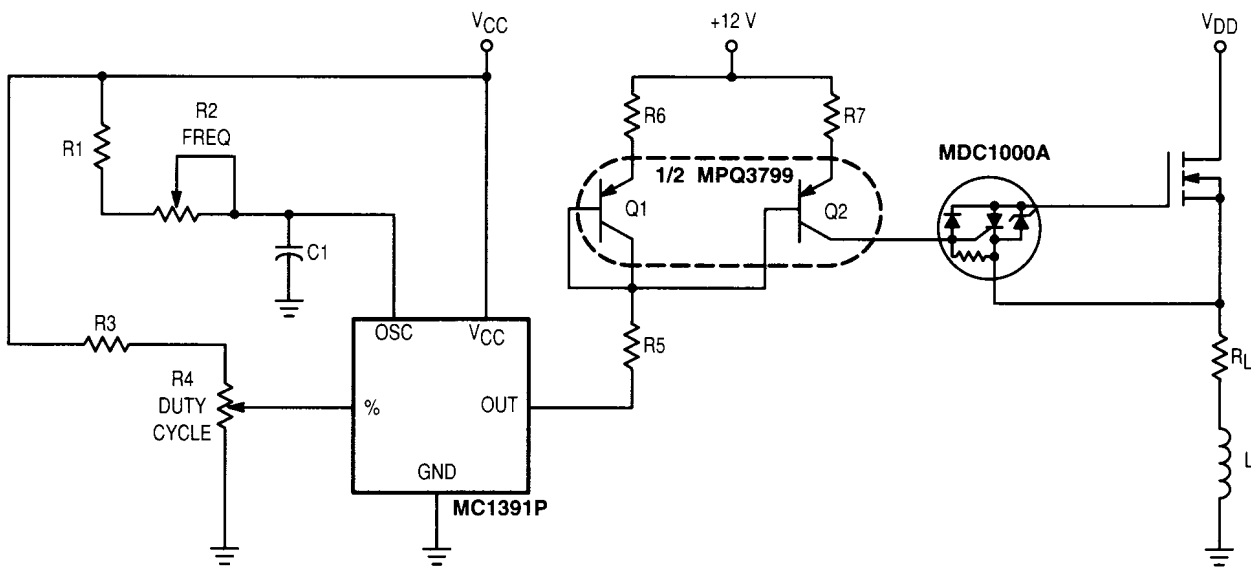 VCC
+12 V
VDD
R2
FREQ
R1
R6
R7
MDC1000A
1/2 MPQ3799
Q1
Q2
C1
R3
OSC
VCC
R5
RL
R4
DUTY
CYCLE
%
OUT
L
GND
MC1391P